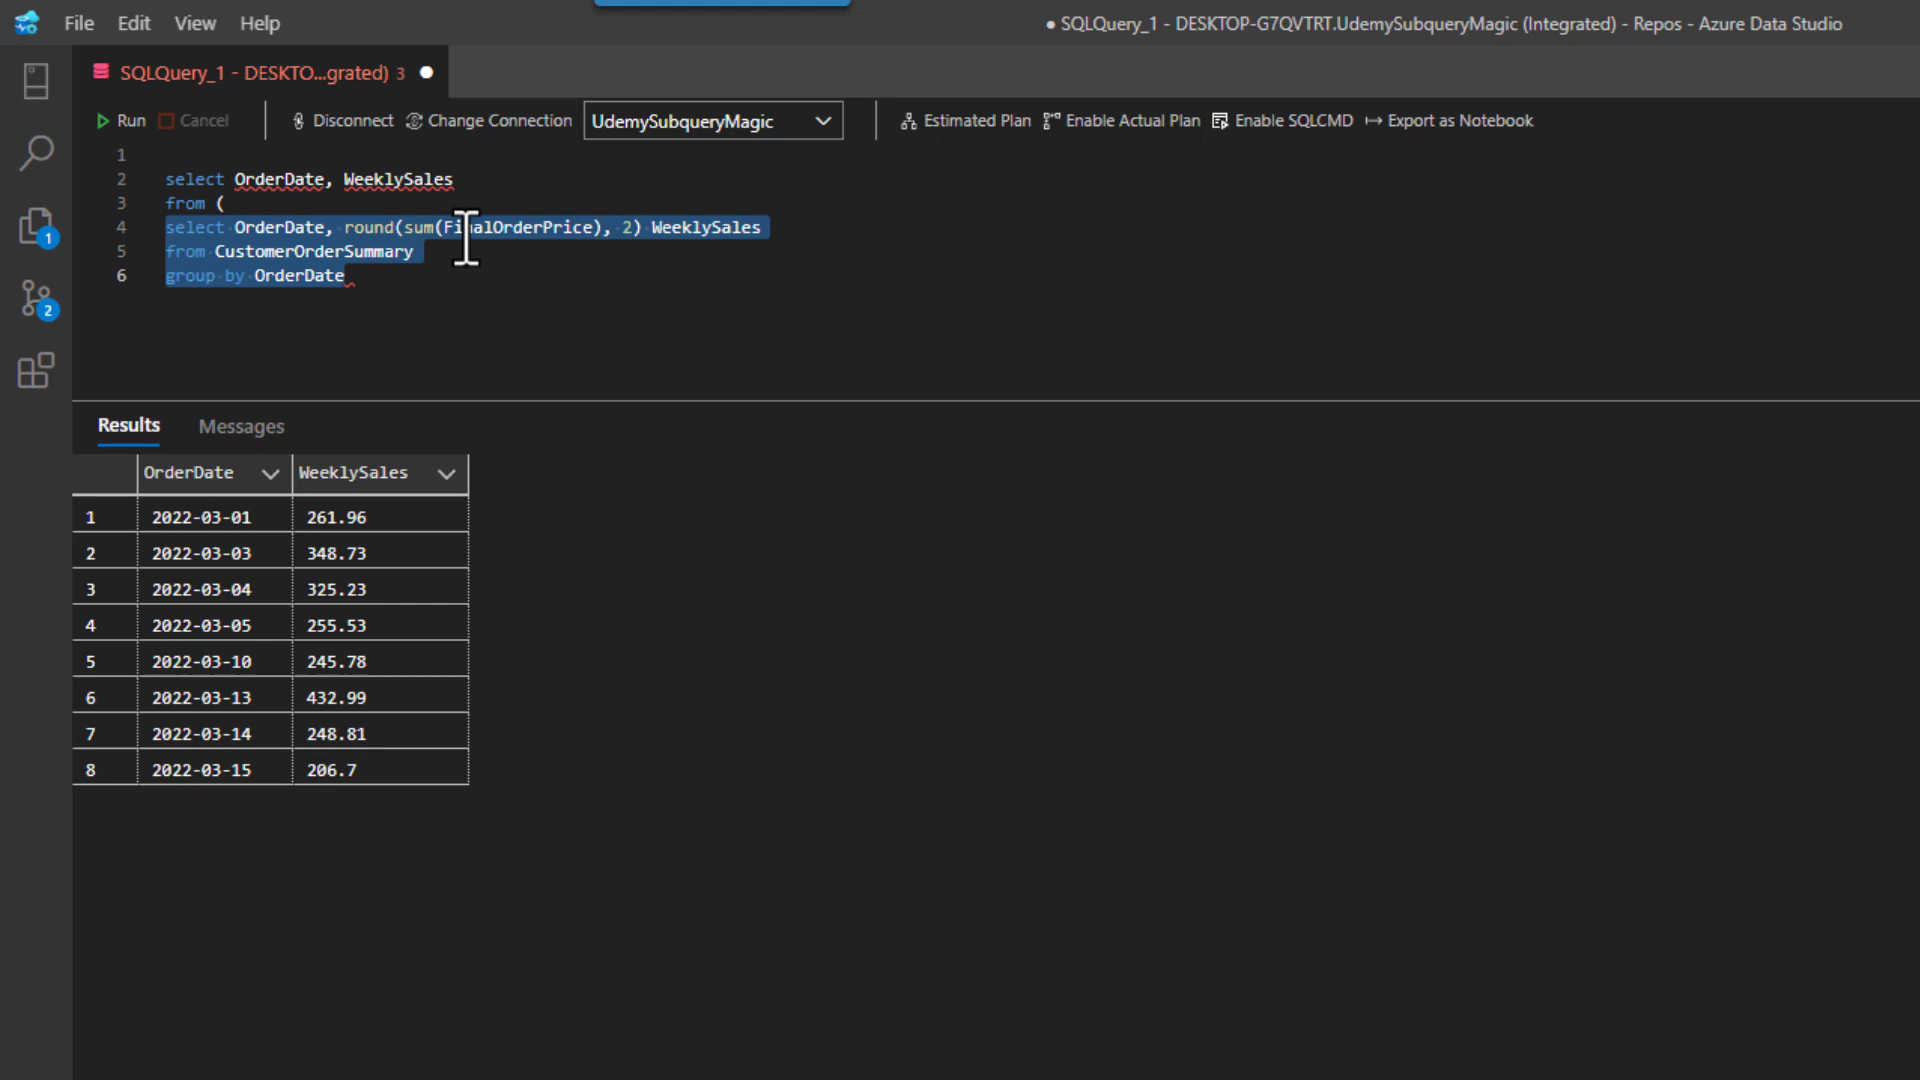 File Edit View Help
● SQLQuery_1 - DESKTOP-G7QVTRT.UdemySubqueryMagic (Integrated) - Repos - Azure Data Studio
SQLQuery_1 - DESKTO...grated) 3
Run Cancel Disconnect Change Connection UdemySubqueryMagic Estimated Plan Enable Actual Plan Enable SQLCMD Export as Notebook
1
2 select OrderDate, WeeklySales
3 from (
4 select OrderDate, round(sum(FinalOrderPrice), 2) WeeklySales
5 from CustomerOrderSummary
6 group by OrderDate
1
2
Results Messages
OrderDate WeeklySales
1 2022-03-01 261.96
2 2022-03-03 348.73
3 2022-03-04 325.23
4 2022-03-05 255.53
5 2022-03-10 245.78
6 2022-03-13 432.99
7 2022-03-14 248.81
8 2022-03-15 206.7